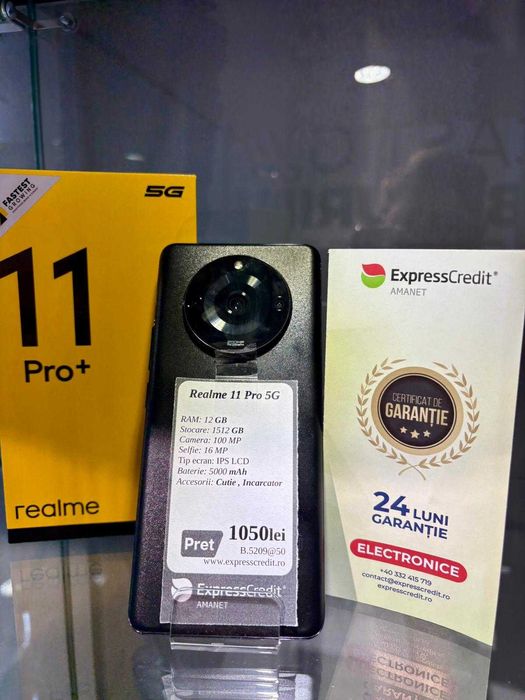 FASTEST
GROWING
5G
11
Pro+
realme
Realme 11 Pro 5G
RAM: 12 GB
Stocare: 1512 GB
Camera: 100 MP
Selfie: 16 MP
Tip ecran: IPS LCD
Baterie: 5000 mAh
Accesorii: Cutie , Incarcator
Pret 1050lei
B.5209@50
www.expresscredit.ro
ExpressCredit®
AMANET
ExpressCredit®
AMANET
CERTIFICAT DE
GARANȚIE
24 LUNI
GARANȚIE
ELECTRONICE
+40 332 415 719
contact@expresscredit.ro
expresscredit.ro